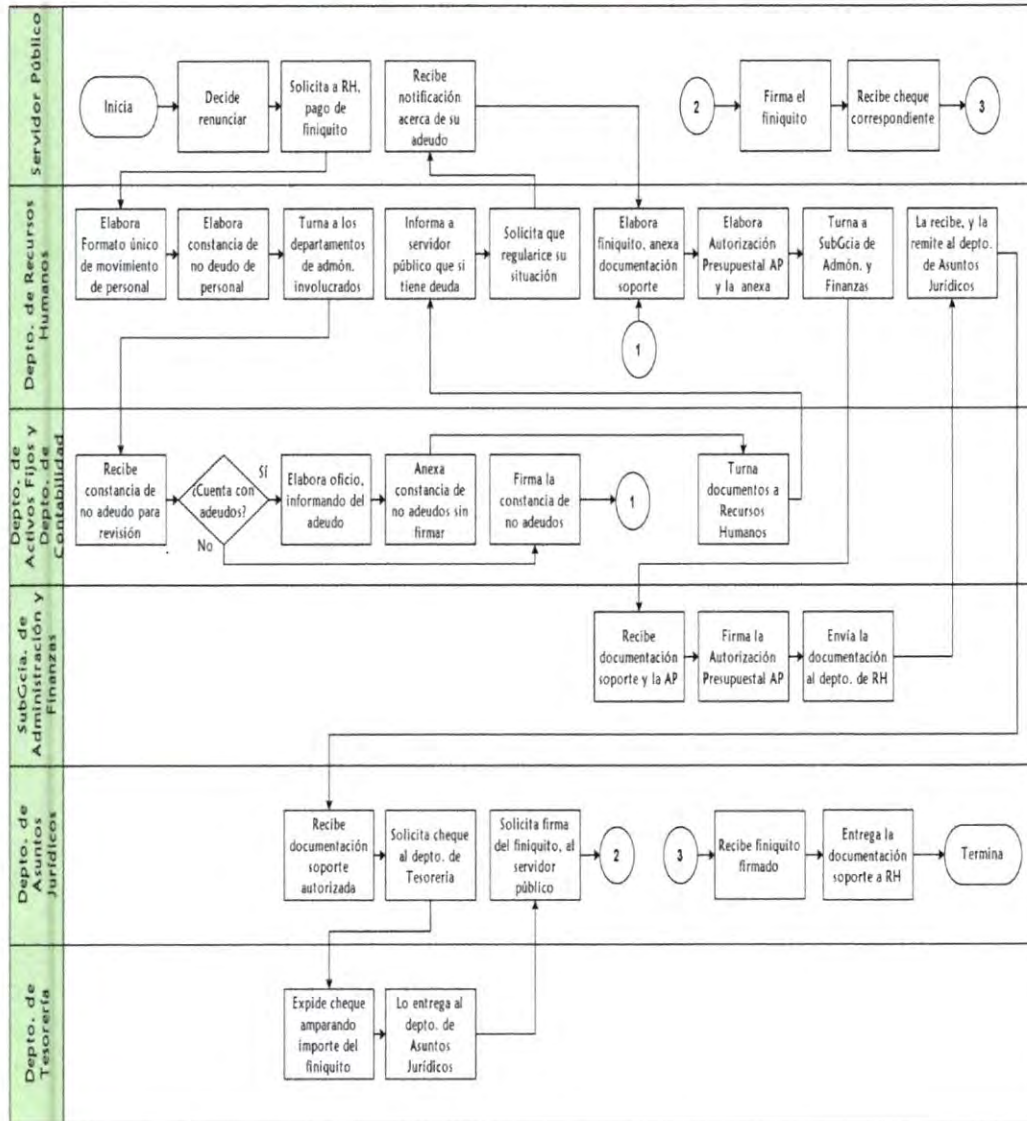 Servidor Público
Inicia
Decide
renunciar
Solicita a RH,
pago de
finiquito
Recibe
notificación
acerca de su
adeudo
2
Firma el
finiquito
Recibe cheque
correspondiente
3
Depto. de Recursos
Humanos
Elabora
Formato único
de movimiento
de personal
Elabora
constancia de
no deudo de
personal
Turna a los
departamentos
de admón.
involucrados
Informa a
servidor
público que si
tiene deuda
Solicita que
regularice su
situación
Elabora
finiquito, anexa
documentación
soporte
Elabora
Autorización
Presupuestal AP
y la anexa
Turna a
SubGcia de
Admón. y
Finanzas
La recibe, y la
remite al depto.
de Asuntos
Jurídicos
1
Depto. de
Activos Fijos y
Depto. de
Contabilidad
Recibe
constancia de
no adeudo para
revisión
¿Cuenta con
adeudos?
Sí
No
Elabora oficio,
informando del
adeudo
Anexa
constancia de
no adeudos sin
firmar
Firma la
constancia de
no adeudos
1
Turna
documentos a
Recursos
Humanos
SubGcia. de
Administración y
Finanzas
Recibe
documentación
soporte y la AP
Firma la
Autorización
Presupuestal AP
Envía la
documentación
al depto. de RH
Depto. de
Asuntos
Jurídicos
Recibe
documentación
soporte
autorizada
Solicita cheque
al depto. de
Tesorería
Solicita firma
del finiquito, al
servidor
público
2
3
Recibe finiquito
firmado
Entrega la
documentación
soporte a RH
Termina
Depto. de
Tesorería
Expide cheque
amparando
importe del
finiquito
Lo entrega al
depto. de
Asuntos
Jurídicos